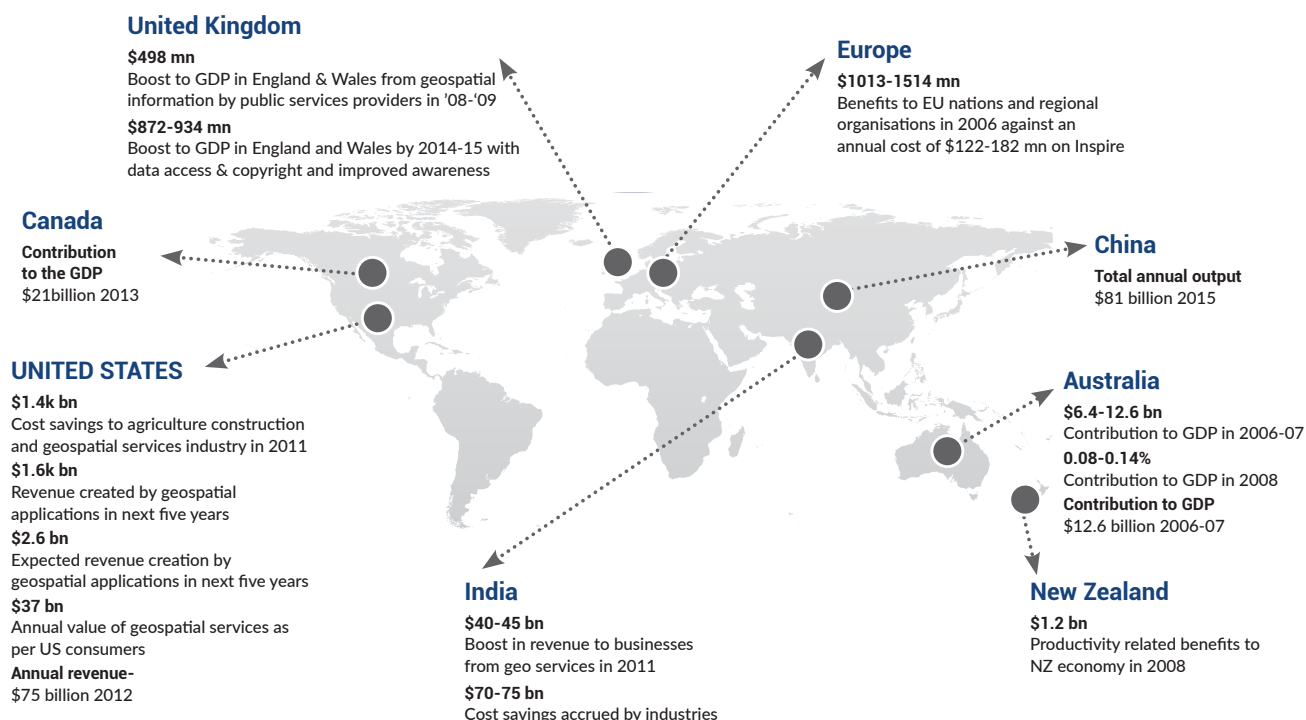 United Kingdom
$498 mn
Boost to GDP in England & Wales from geospatial
information by public services providers in ’08-‘09
$872-934 mn
Boost to GDP in England and Wales by 2014-15 with
data access & copyright and improved awareness
Europe
$1013-1514 mn
Benefits to EU nations and regional
organisations in 2006 against an
annual cost of $122-182 mn on Inspire
Canada
Contribution
to the GDP
$21billion 2013
China
Total annual output
$81 billion 2015
UNITED STATES
$1.4k bn
Cost savings to agriculture construction
and geospatial services industry in 2011
$1.6k bn
Revenue created by geospatial
applications in next five years
$2.6 bn
Expected revenue creation by
geospatial applications in next five years
$37 bn
Annual value of geospatial services as
per US consumers
Annual revenue-
$75 billion 2012
Australia
$6.4-12.6 bn
Contribution to GDP in 2006-07
0.08-0.14%
Contribution to GDP in 2008
Contribution to GDP
$12.6 billion 2006-07
India
$40-45 bn
Boost in revenue to businesses
from geo services in 2011
$70-75 bn
Cost savings accrued by industries
New Zealand
$1.2 bn
Productivity related benefits to
NZ economy in 2008